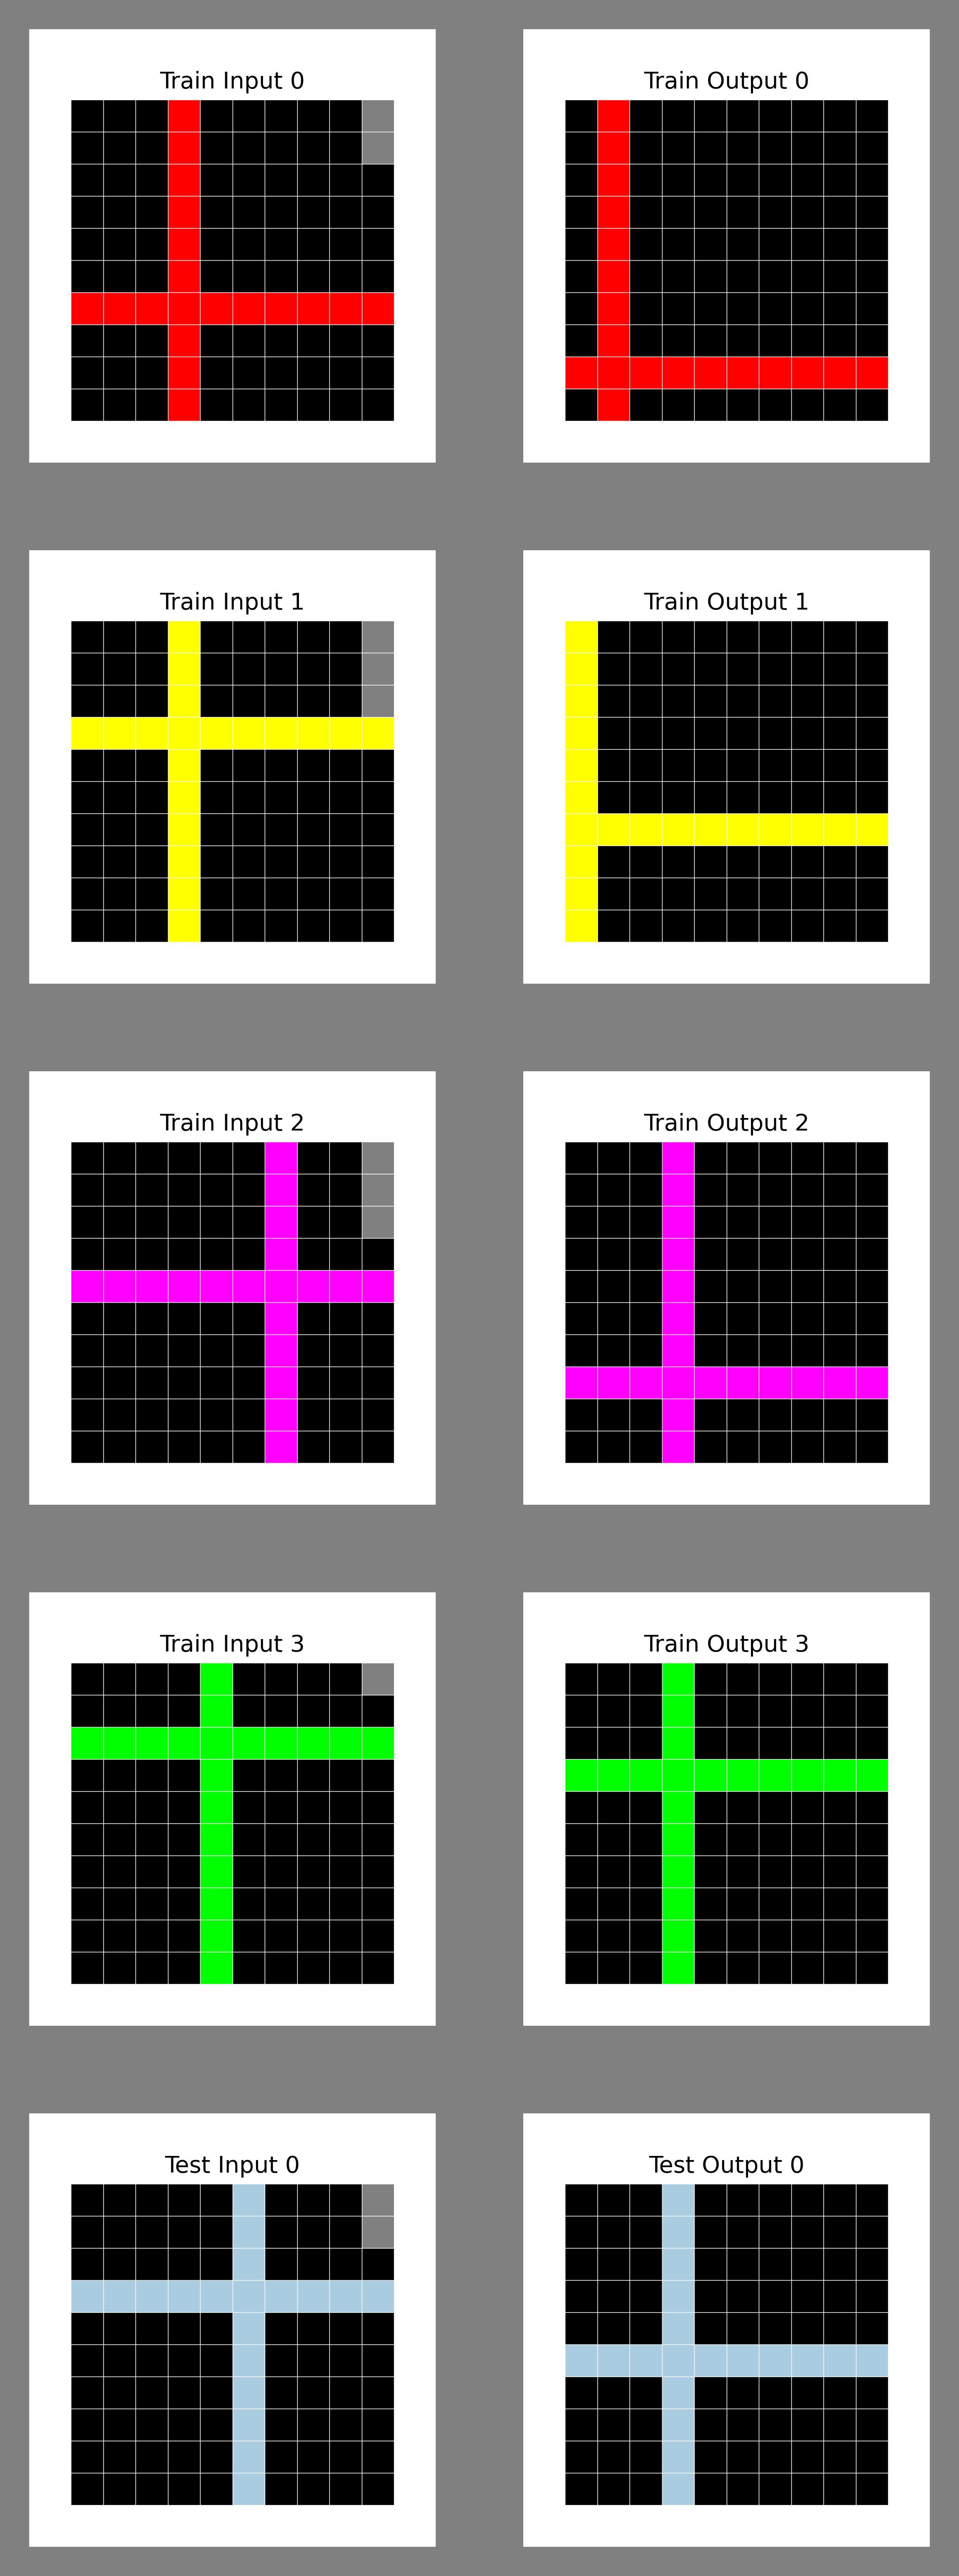 Train Input 0
Train Output 0
Train Input 1
Train Output 1
Train Input 2
Train Output 2
Train Input 3
Train Output 3
Test Input 0
Test Output 0